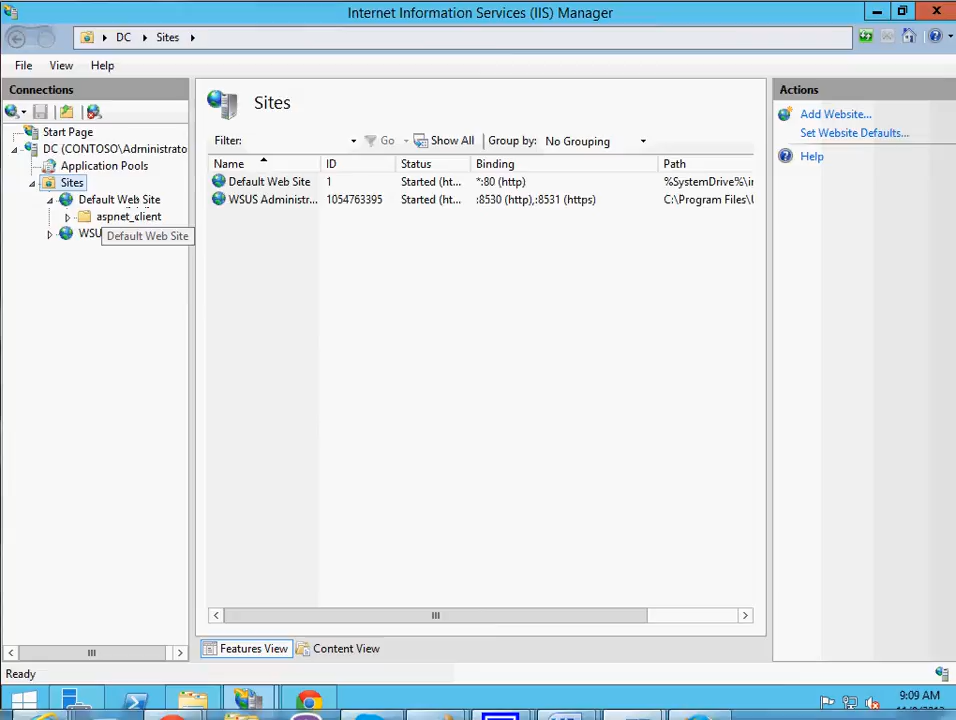 Internet Information Services (IIS) Manager
DC Sites
File View Help
Connections
Start Page
DC (CONTOSO\Administrato
Application Pools
Sites
Default Web Site
aspnet_client
WSU
Default Web Site
Sites
Filter: Go Show All Group by: No Grouping
Name ID Status Binding Path
Default Web Site 1 Started (ht... *:80 (http) %SystemDrive%\in
WSUS Administr... 1054763395 Started (ht... :8530 (http),:8531 (https) C:\Program Files\U
Features View Content View
Actions
Add Website...
Set Website Defaults...
Help
Ready
9:09 AM